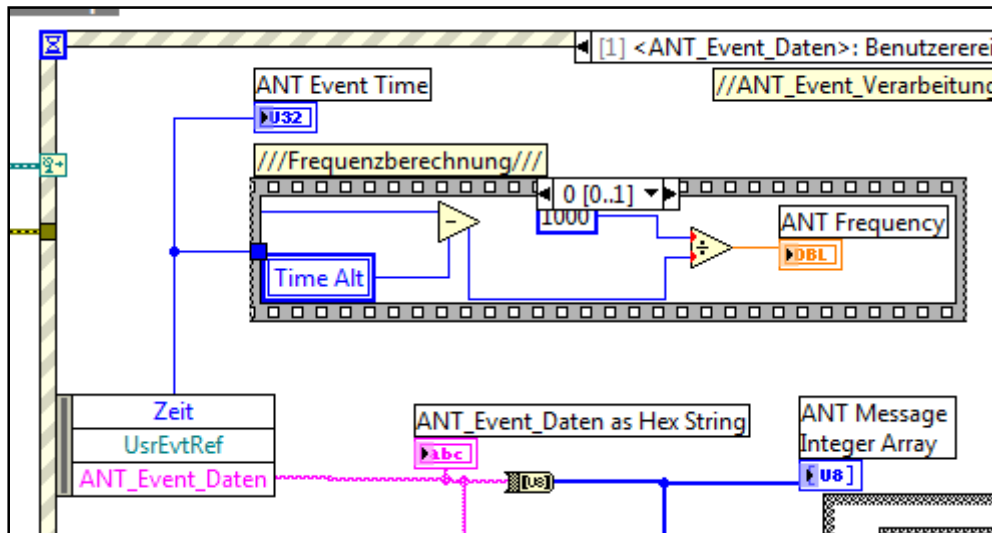 [1] <ANT_Event_Daten>: Benutzererei
ANT Event Time
//ANT_Event_Verarbeitung
U32
///Frequenzberechnung///
0 [0..1]
1000
ANT Frequency
DBL
Time Alt
Zeit
UsrEvtRef
ANT_Event_Daten
ANT_Event_Daten as Hex String
abc
[U8]
ANT Message
Integer Array
U8]